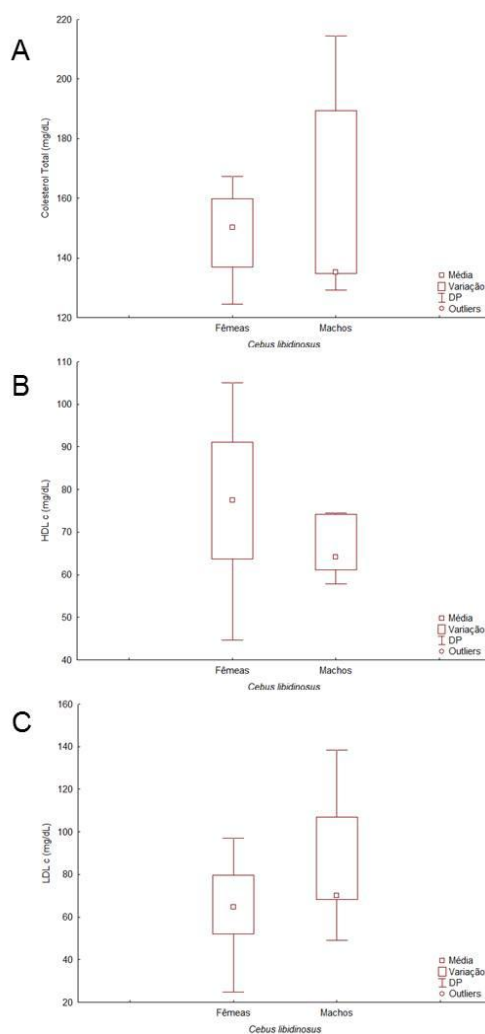 A
220
200
180
160
140
120
Colesterol Total (mg/dL)
Fêmeas Machos
Cebus libidinosus
Média
Variação
DP
Outliers
B
110
100
90
80
70
60
50
40
HDL c (mg/dL)
Fêmeas Machos
Cebus libidinosus
Média
Variação
DP
Outliers
C
160
140
120
100
80
60
40
20
LDL c (mg/dL)
Fêmeas Machos
Cebus libidinosus
Média
Variação
DP
Outliers